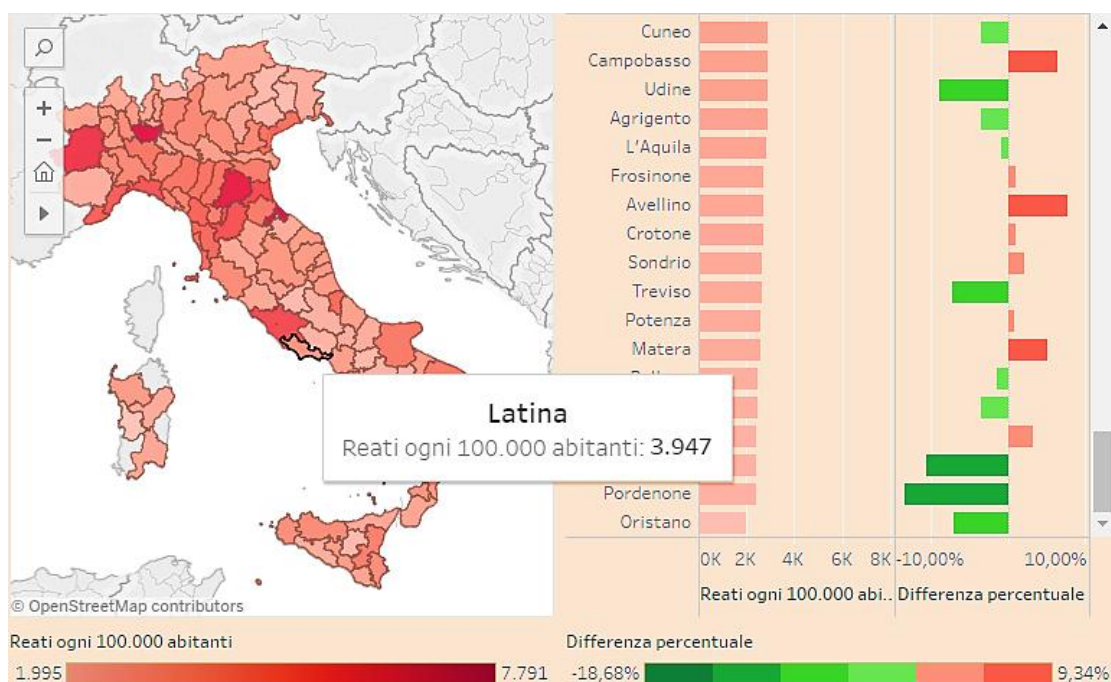 Cuneo
Campobasso
Udine
Agrigento
L'Aquila
Frosinone
Avellino
Crotone
Sondrio
Treviso
Potenza
Matera
Latina
Reati ogni 100.000 abitanti: 3.947
Pordenone
Oristano
0K 2K 4K 6K 8K -10,00% 10,00%
Reati ogni 100.000 abi.. Differenza percentuale
© OpenStreetMap contributors
Reati ogni 100.000 abitanti
1.995 7.791
Differenza percentuale
-18,68% 9,34%